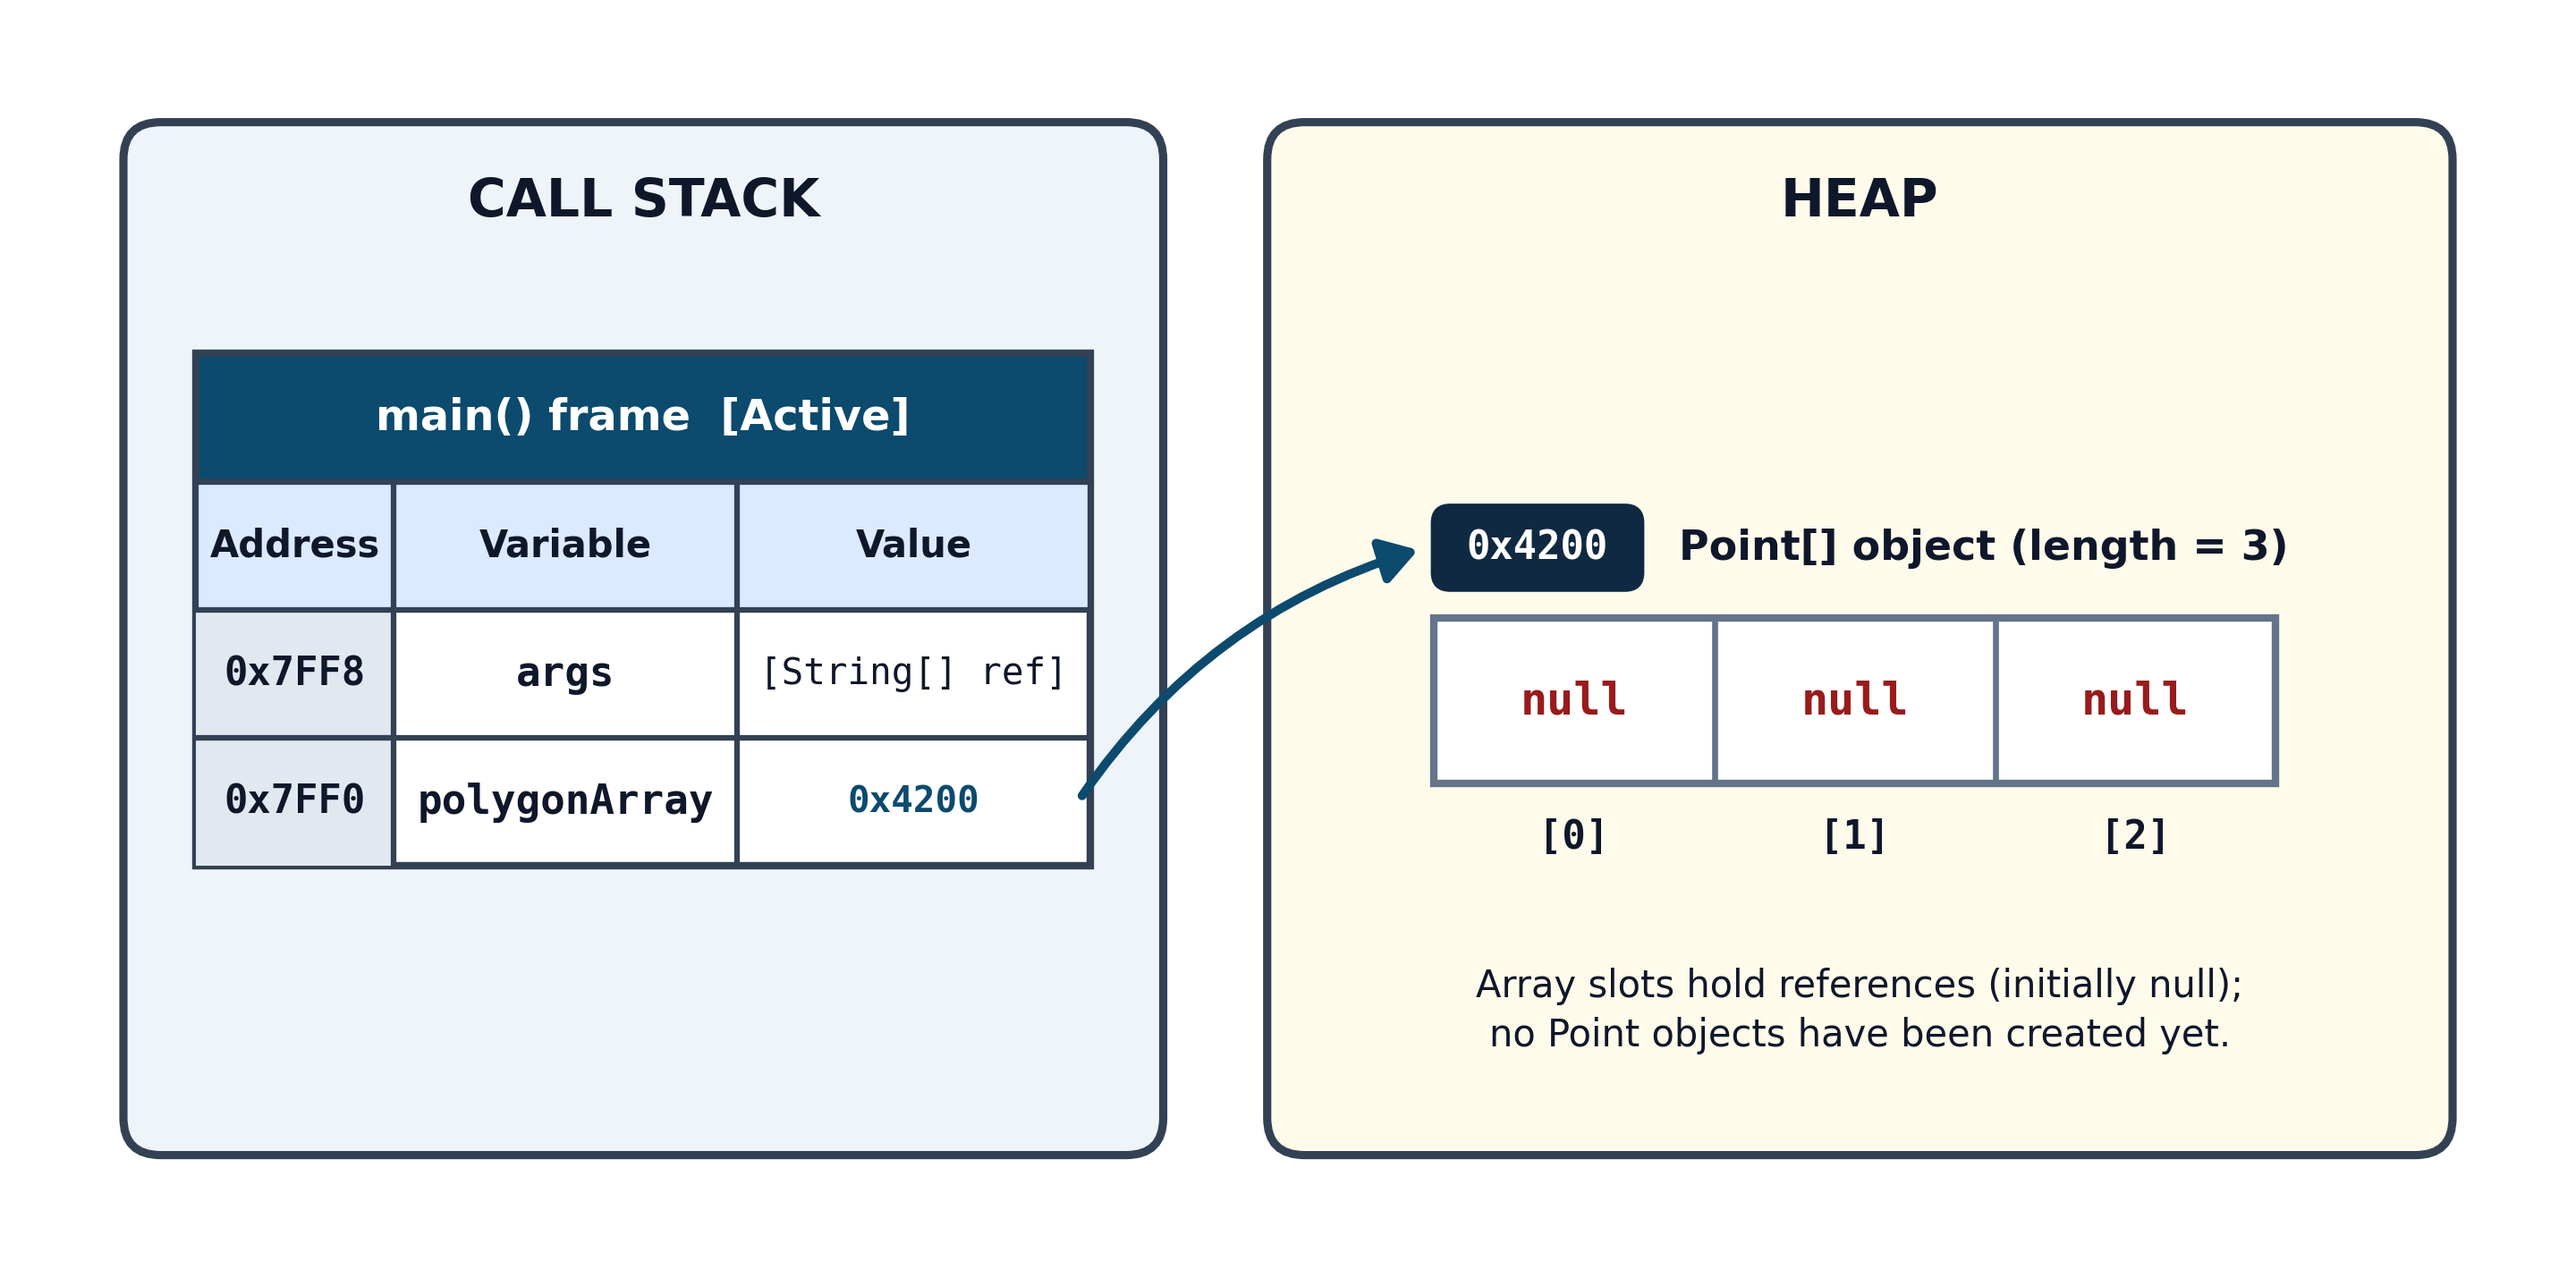 CALL STACK
main() frame  [Active]
Address Variable Value
0x7FF8 args [String[] ref]
0x7FF0 polygonArray 0x4200
HEAP
0x4200 Point[] object (length = 3)
null null null
[0] [1] [2]
Array slots hold references (initially null);
no Point objects have been created yet.